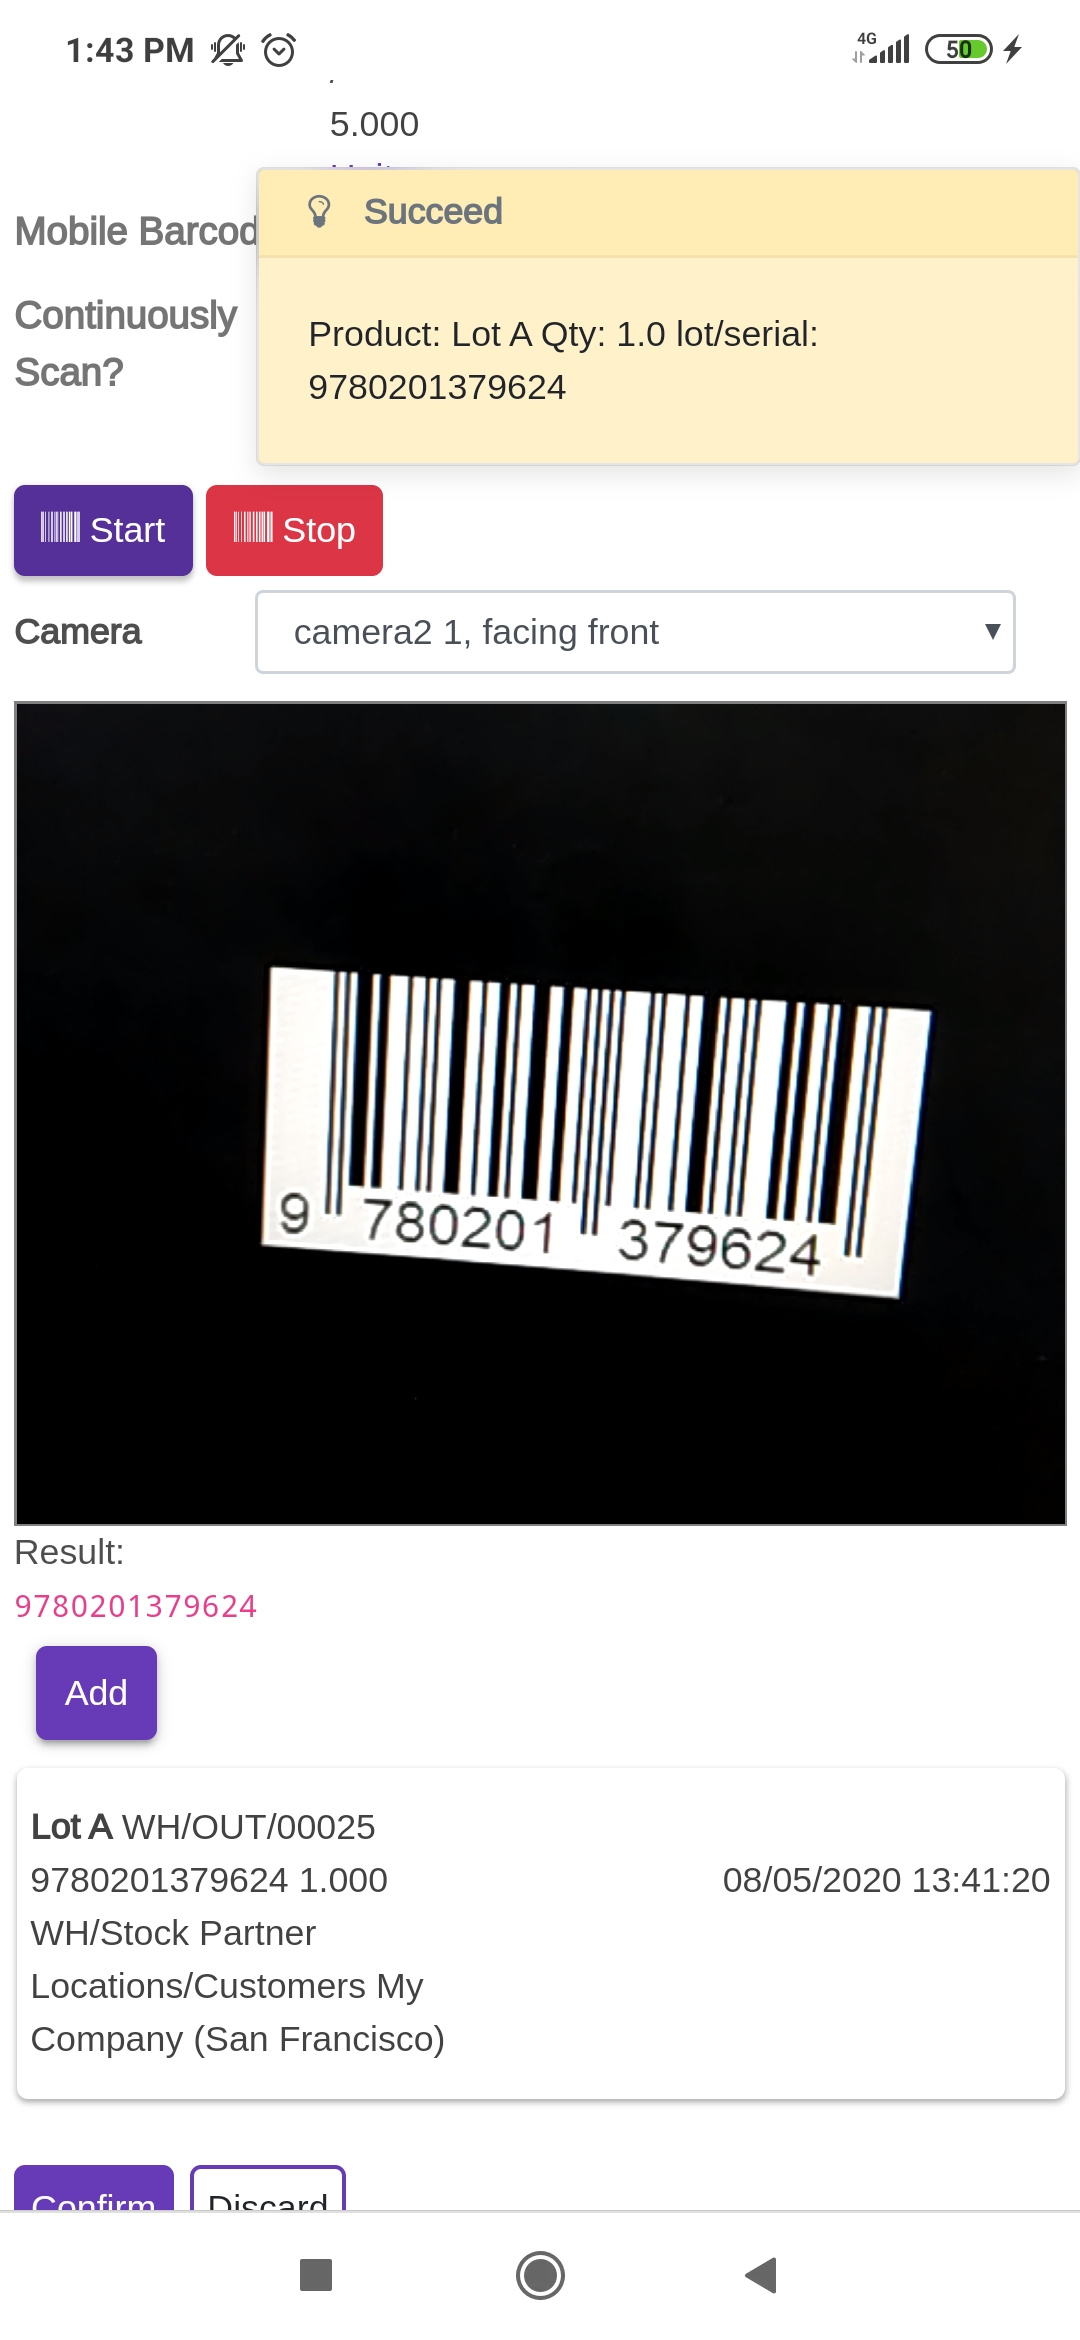 1:43 PM
4G
50
5.000
Succeed
Mobile Barcod
Product: Lot A Qty: 1.0 lot/serial:
9780201379624
Continuously
Scan?
Start
Stop
Camera
camera2 1, facing front
9 780201 379624
Result:
9780201379624
Add
Lot A WH/OUT/00025
9780201379624 1.000
08/05/2020 13:41:20
WH/Stock Partner
Locations/Customers My
Company (San Francisco)
Confirm
Discard